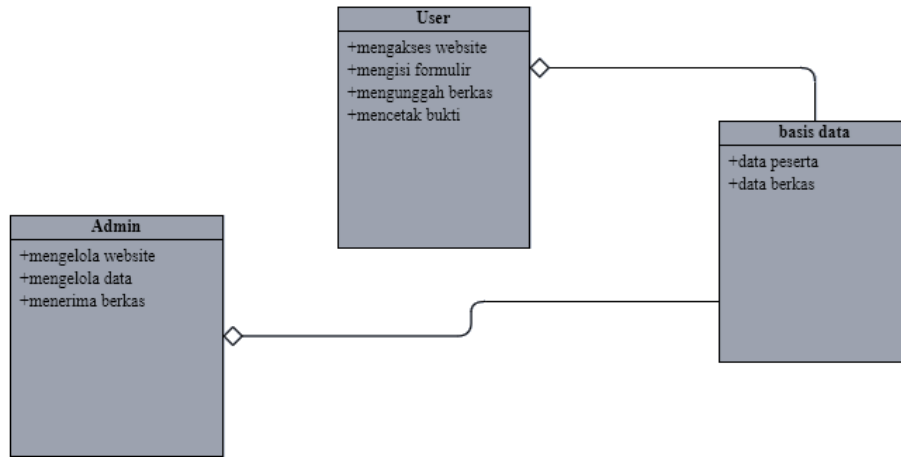 User
+mengakses website
+mengisi formulir
+mengunggah berkas
+mencetak bukti
basis data
+data peserta
+data berkas
Admin
+mengelola website
+mengelola data
+menerima berkas